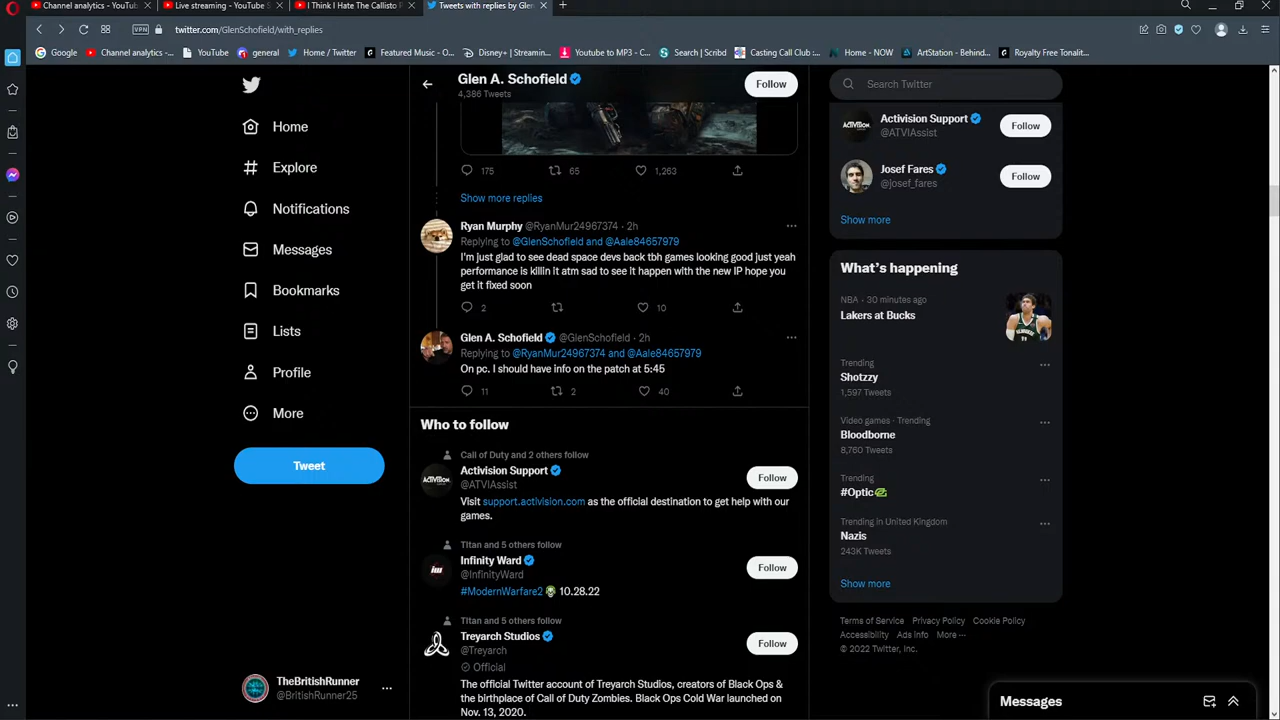 Channel analytics - YouTub
Live streaming - YouTube S
I Think I Hate The Callisto P
Tweets with replies by Glen
VPN
twitter.com/GlenSchofield/with_replies
Google
Channel analytics - You...
YouTube
general
Home / Twitter
Featured Music - O...
Disney+ | Streamin...
Youtube to MP3 - C...
Search | Scribd
Casting Call Club :...
Home - NOW
ArtStation - Behind...
Royalty Free Tonalit...
Home
Explore
Notifications
Messages
Bookmarks
Lists
Profile
More
Tweet
TheBritishRunner
@BritishRunner25
Glen A. Schofield
4,386 Tweets
Follow
175 65 1,263
Show more replies
Ryan Murphy @RyanMur24967374 · 2h
Replying to @GlenSchofield and @Aale84657979
I'm just glad to see dead space devs back tbh games looking good just yeah
performance is killin it atm sad to see it happen with the new IP hope you
get it fixed soon
2 10
Glen A. Schofield @GlenSchofield · 2h
Replying to @RyanMur24967374 and @Aale84657979
On pc. I should have info on the patch at 5:45
11 2 40
Who to follow
Call of Duty and 2 others follow
Activision Support
@ATVIAssist
Follow
Visit support.activision.com as the official destination to get help with our
games.
Titan and 5 others follow
Infinity Ward
@InfinityWard
Follow
#ModernWarfare2 10.28.22
Titan and 5 others follow
Treyarch Studios
@Treyarch
Follow
Official
The official Twitter account of Treyarch Studios, creators of Black Ops &
the birthplace of Call of Duty Zombies. Black Ops Cold War launched on
Nov. 13, 2020.
Search Twitter
Activision Support
@ATVIAssist
Follow
Josef Fares
@josef_fares
Follow
Show more
What's happening
NBA · 30 minutes ago
Lakers at Bucks
Trending
Shotzzy
1,597 Tweets
Video games · Trending
Bloodborne
8,760 Tweets
Trending
#Optic
Trending in United Kingdom
Nazis
243K Tweets
Show more
Terms of Service Privacy Policy Cookie Policy
Accessibility Ads info More ···
© 2022 Twitter, Inc.
Messages